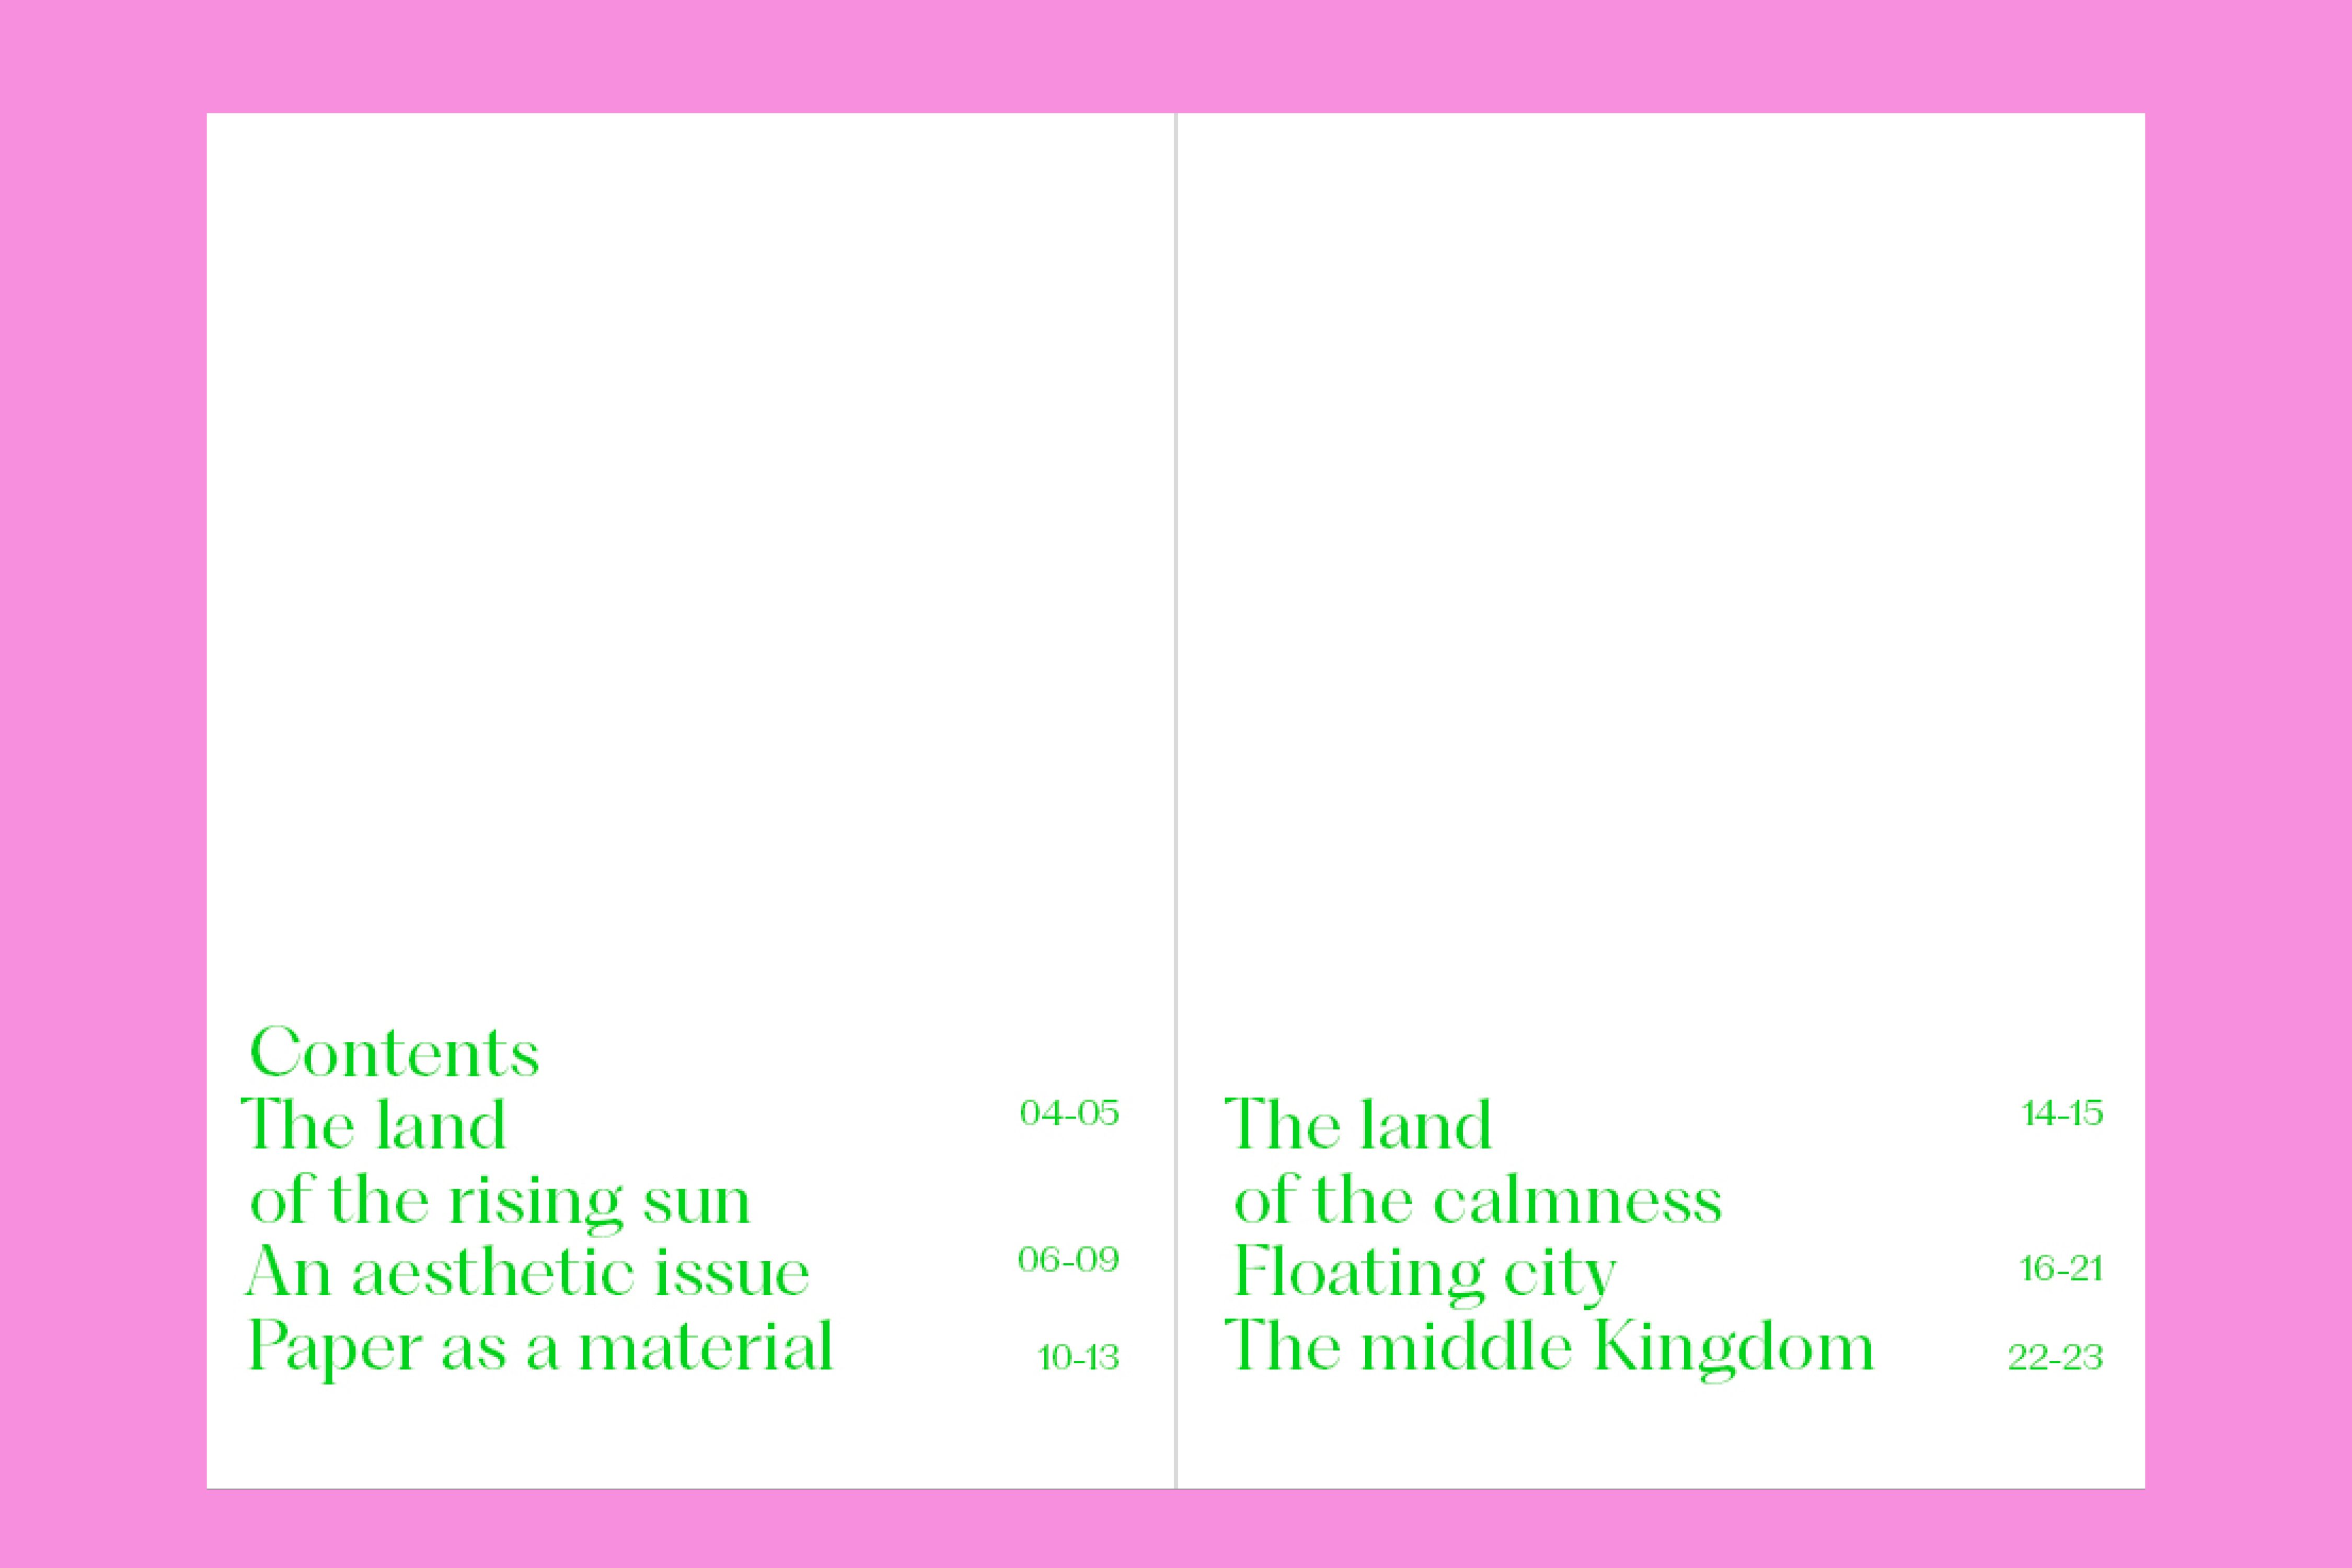 Contents
The land 04-05
of the rising sun
An aesthetic issue 06-09
Paper as a material 10-13
The land 14-15
of the calmness
Floating city 16-21
The middle Kingdom 22-23